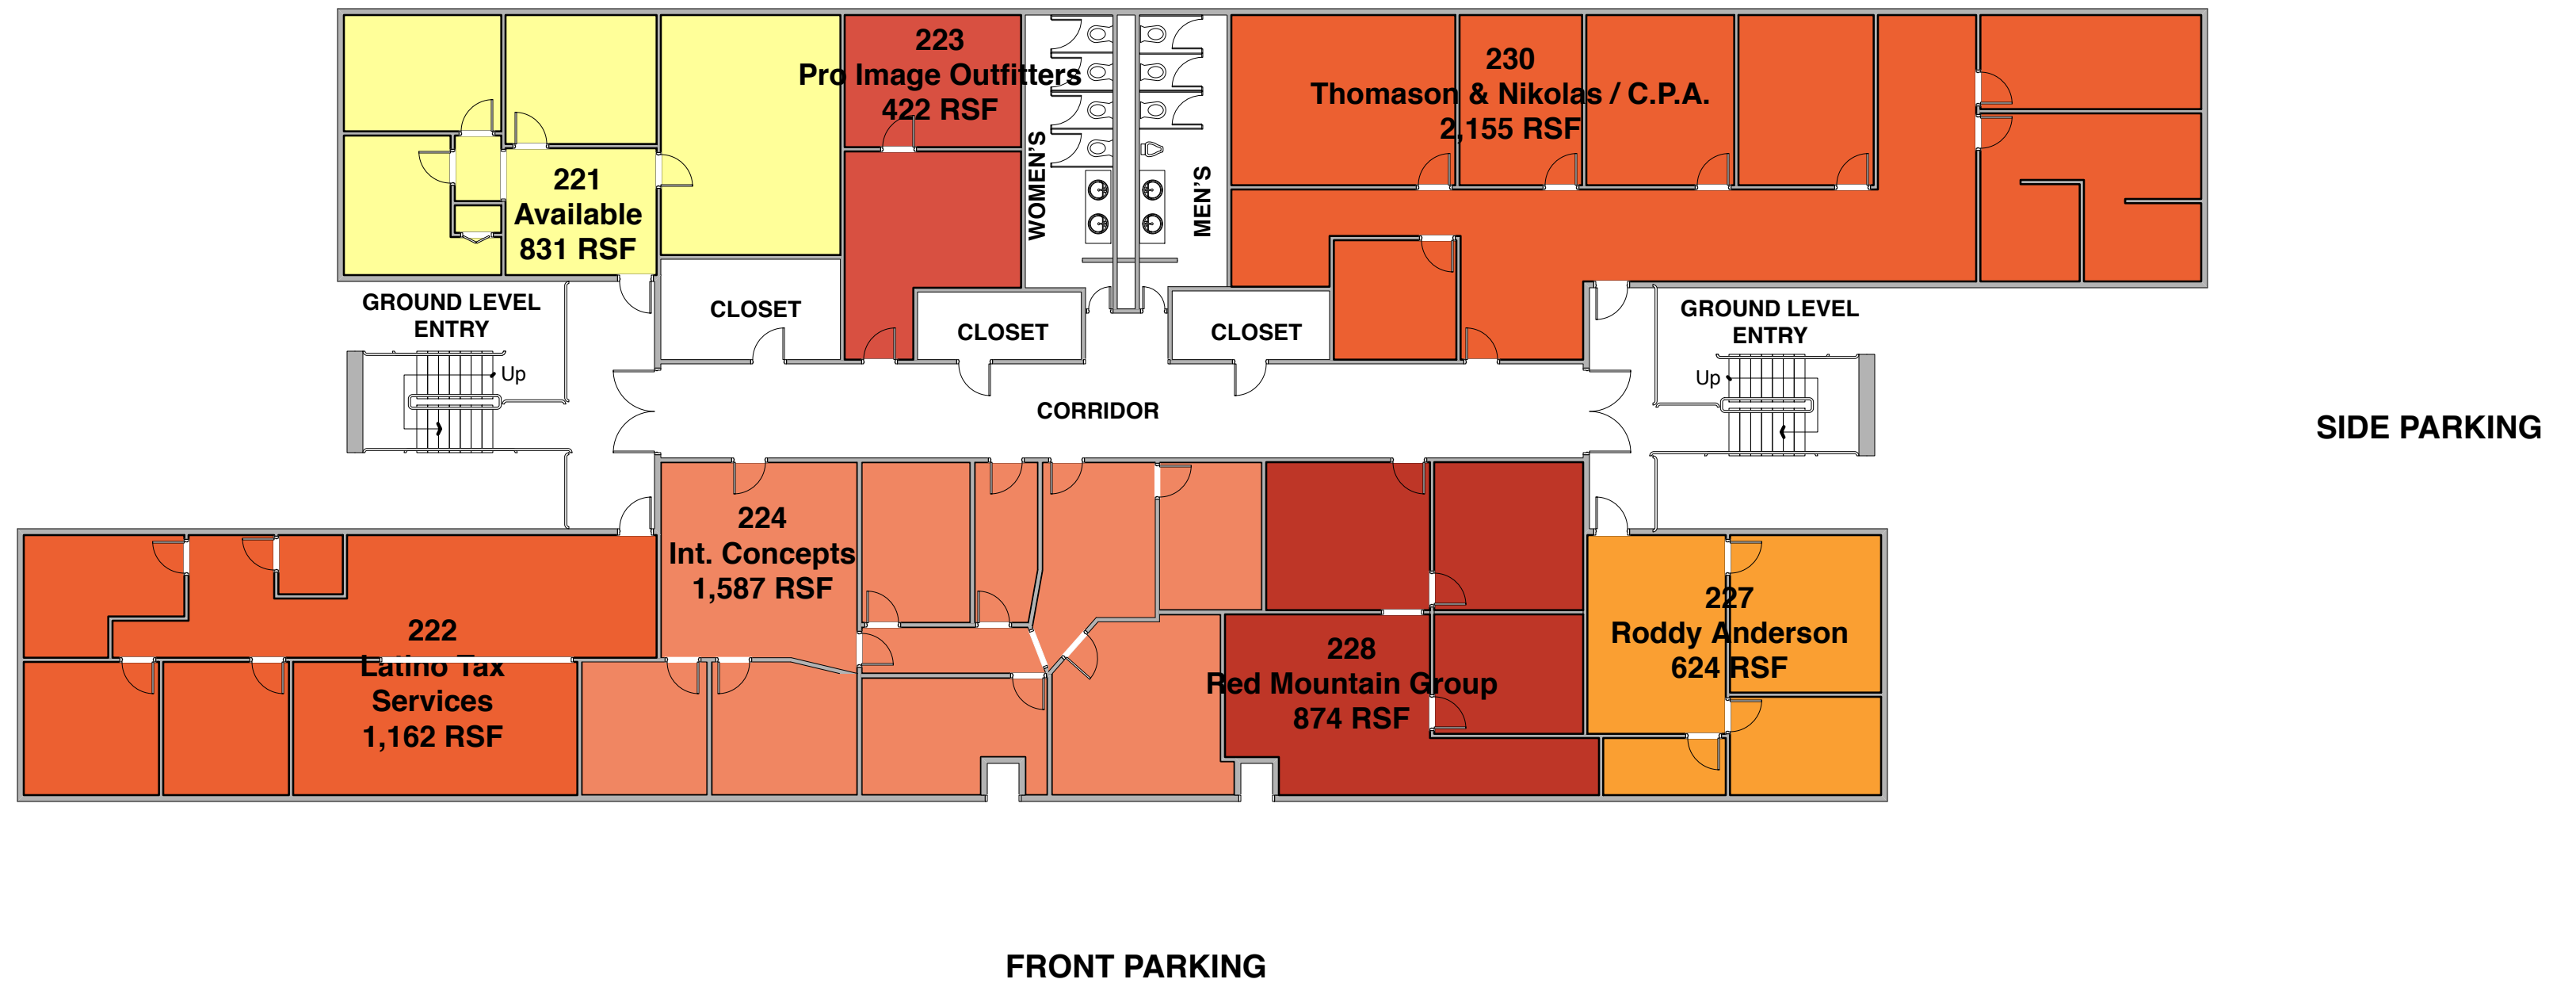 223
Pro Image Outfitters
422 RSF
230
Thomason & Nikolas / C.P.A.
2,155 RSF
WOMEN'S
MEN'S
221
Available
831 RSF
GROUND LEVEL
ENTRY
CLOSET
CLOSET
CLOSET
GROUND LEVEL
ENTRY
Up
Up
CORRIDOR
SIDE PARKING
224
Int. Concepts
1,587 RSF
222
Latino Tax
Services
1,162 RSF
228
Red Mountain Group
874 RSF
227
Roddy Anderson
624 RSF
FRONT PARKING